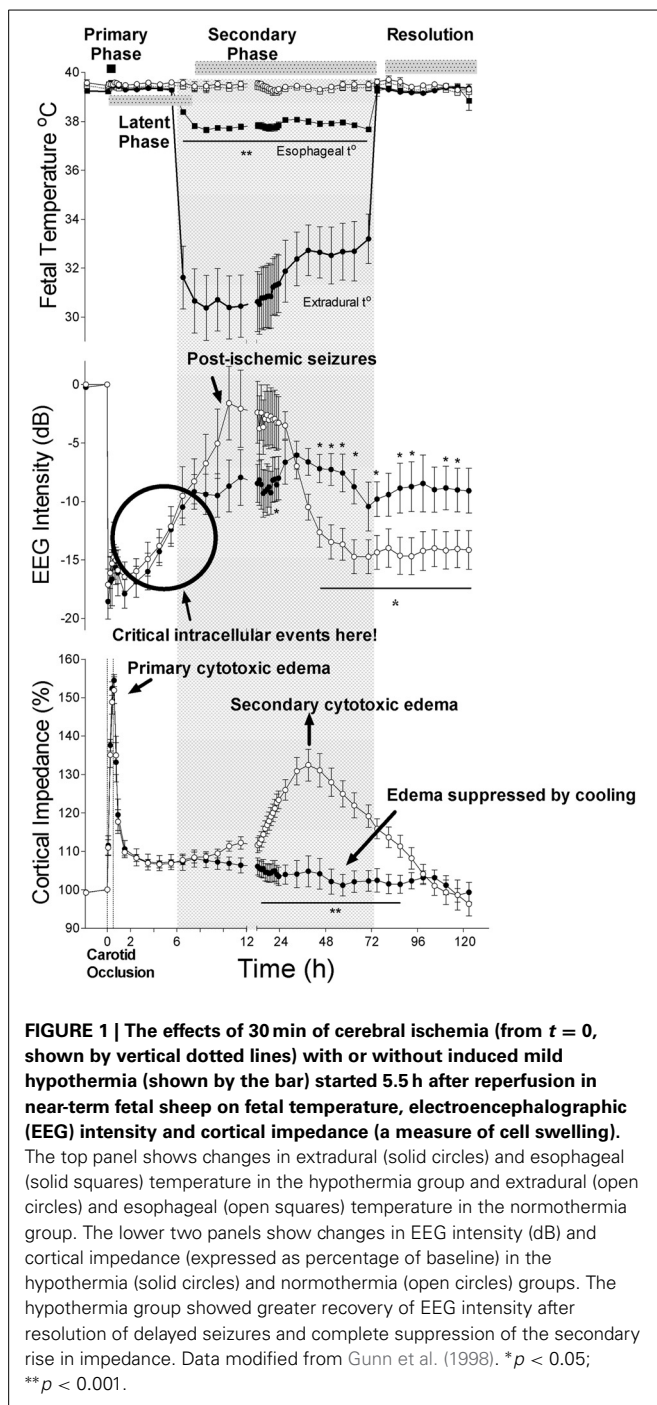 Primary Phase
Secondary Phase
Resolution
Latent Phase
40
38
36
34
32
30
Fetal Temperature °C
**
Esophageal t°
Extradural t°
Post-ischemic seizures
0
-5
-10
-15
-20
EEG Intensity (dB)
*
* * * *
*
* *
* *
*
Critical intracellular events here!
160
150
140
130
120
110
100
90
Cortical Impedance (%)
Primary cytotoxic edema
Secondary cytotoxic edema
Edema suppressed by cooling
**
0 2 6 12 24 48 72 96 120
Carotid Occlusion
Time (h)
FIGURE 1 | The effects of 30 min of cerebral ischemia (from t = 0,
shown by vertical dotted lines) with or without induced mild
hypothermia (shown by the bar) started 5.5 h after reperfusion in
near-term fetal sheep on fetal temperature, electroencephalographic
(EEG) intensity and cortical impedance (a measure of cell swelling).
The top panel shows changes in extradural (solid circles) and esophageal
(solid squares) temperature in the hypothermia group and extradural (open
circles) and esophageal (open squares) temperature in the normothermia
group. The lower two panels show changes in EEG intensity (dB) and
cortical impedance (expressed as percentage of baseline) in the
hypothermia (solid circles) and normothermia (open circles) groups. The
hypothermia group showed greater recovery of EEG intensity after
resolution of delayed seizures and complete suppression of the secondary
rise in impedance. Data modified from Gunn et al. (1998). *p < 0.05;
**p < 0.001.